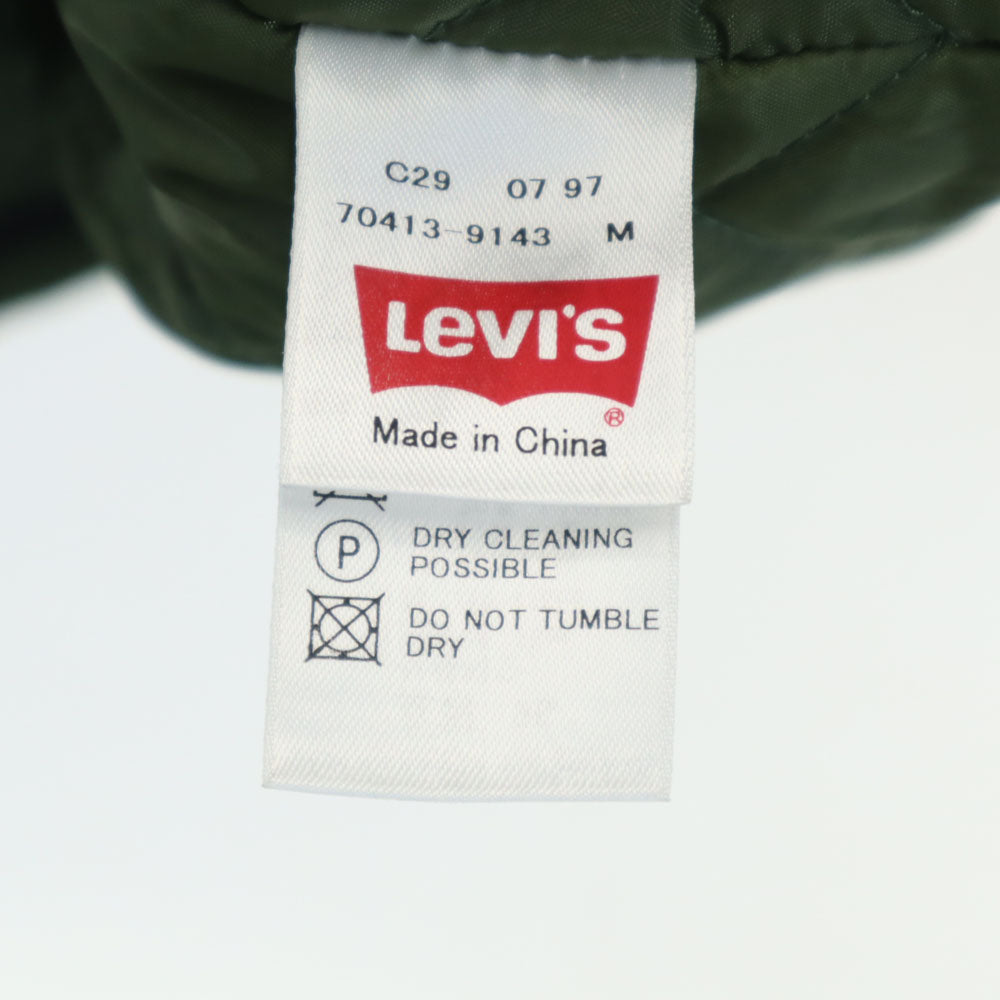 C29 07 97
70413-9143 M
Levi's
®
Made in China
P DRY CLEANING
POSSIBLE
DO NOT TUMBLE
DRY